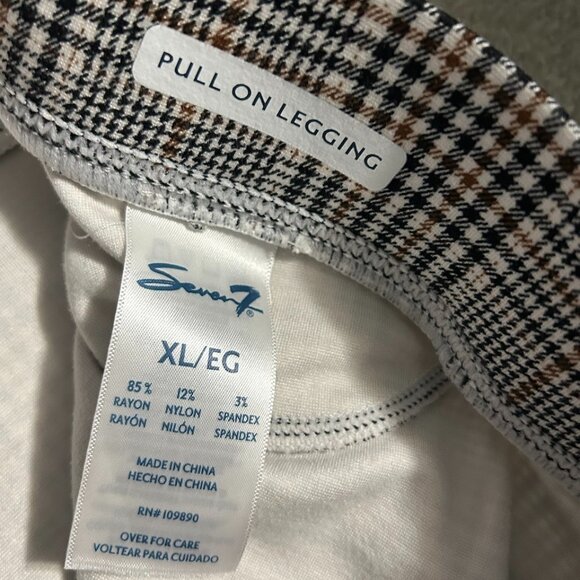 PULL ON LEGGING
Seven7®
XL/EG
85% 12% 3%
RAYON NYLON SPANDEX
RAYÓN NILÓN SPANDEX
MADE IN CHINA
HECHO EN CHINA
RN# 109890
OVER FOR CARE
VOLTEAR PARA CUIDADO